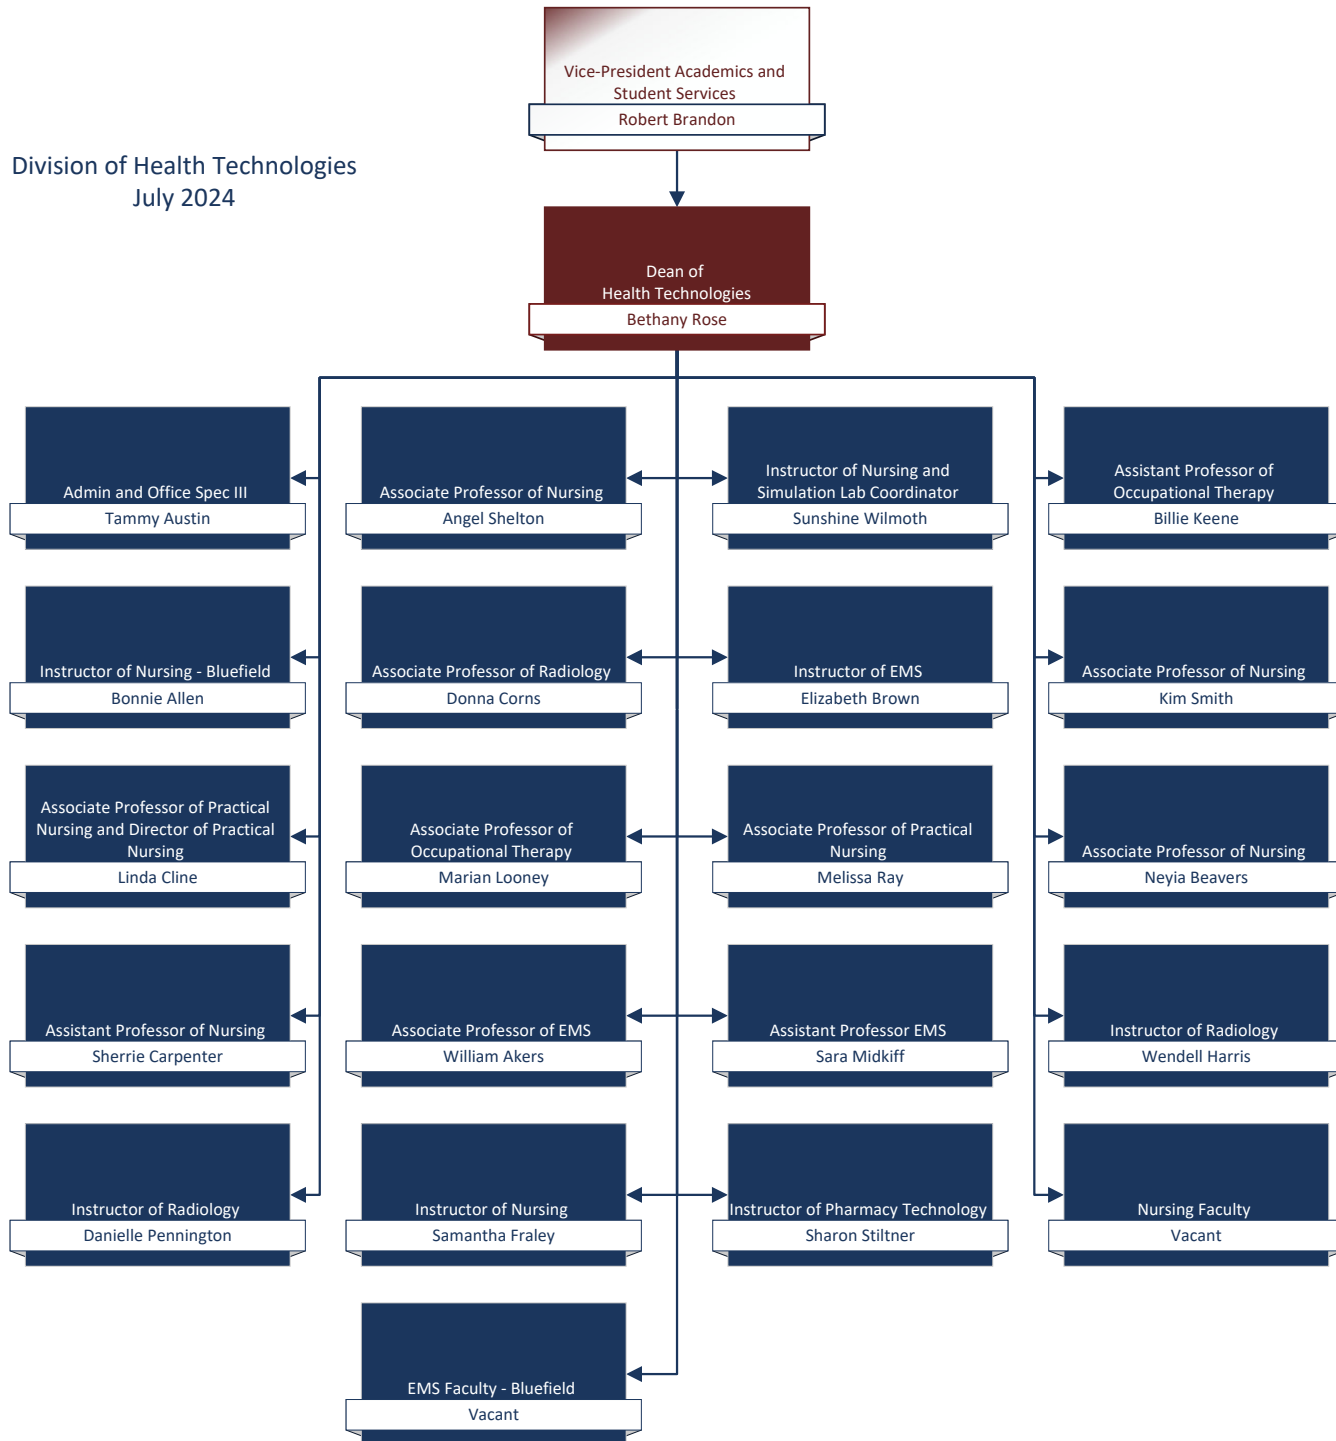 Vice-President Academics and
Student Services
Robert Brandon
Division of Health Technologies
July 2024
Dean of
Health Technologies
Bethany Rose
Admin and Office Spec III
Tammy Austin
Associate Professor of Nursing
Angel Shelton
Instructor of Nursing and
Simulation Lab Coordinator
Sunshine Wilmoth
Assistant Professor of
Occupational Therapy
Billie Keene
Instructor of Nursing - Bluefield
Bonnie Allen
Associate Professor of Radiology
Donna Corns
Instructor of EMS
Elizabeth Brown
Associate Professor of Nursing
Kim Smith
Associate Professor of Practical
Nursing and Director of Practical
Nursing
Linda Cline
Associate Professor of
Occupational Therapy
Marian Looney
Associate Professor of Practical
Nursing
Melissa Ray
Associate Professor of Nursing
Neyia Beavers
Assistant Professor of Nursing
Sherrie Carpenter
Associate Professor of EMS
William Akers
Assistant Professor EMS
Sara Midkiff
Instructor of Radiology
Wendell Harris
Instructor of Radiology
Danielle Pennington
Instructor of Nursing
Samantha Fraley
Instructor of Pharmacy Technology
Sharon Stiltner
Nursing Faculty
Vacant
EMS Faculty - Bluefield
Vacant